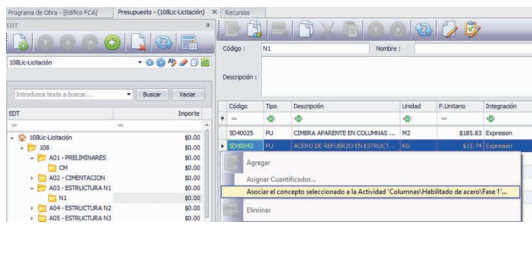 Programa de Obra - [Edifico FCA]
Presupuesto - (108Lic-Licitación)
Recursos
EDT
108Lic-Licitación
Introduzca texto a buscar...
Buscar
Vaciar
EDT
Importe
108Lic-Licitación
$0.00
108
$0.00
A01 - PRELIMINARES
$0.00
CM
$0.00
A02 - CIMENTACION
$0.00
A03 - ESTRUCTURA N1
$0.00
N1
$0.00
A04 - ESTRUCTURA N2
$0.00
A05 - ESTRUCTURA N3
$0.00
Código :
N1
Nombre :
Descripción :
Código
Tipo
Descripción
Unidad
P.Unitario
Integración
SD40025
PU
CIMBRA APARENTE EN COLUMNAS ...
M2
$185.83
Expresion
PU
ACERO DE REFUERZO EN ESTRUCT...
KG
$15.74
Expresion
Agregar
Asignar Cuantificador...
Asociar el concepto seleccionado a la Actividad 'Columnas\Habilitado de acero\Fase 1'...
Eliminar